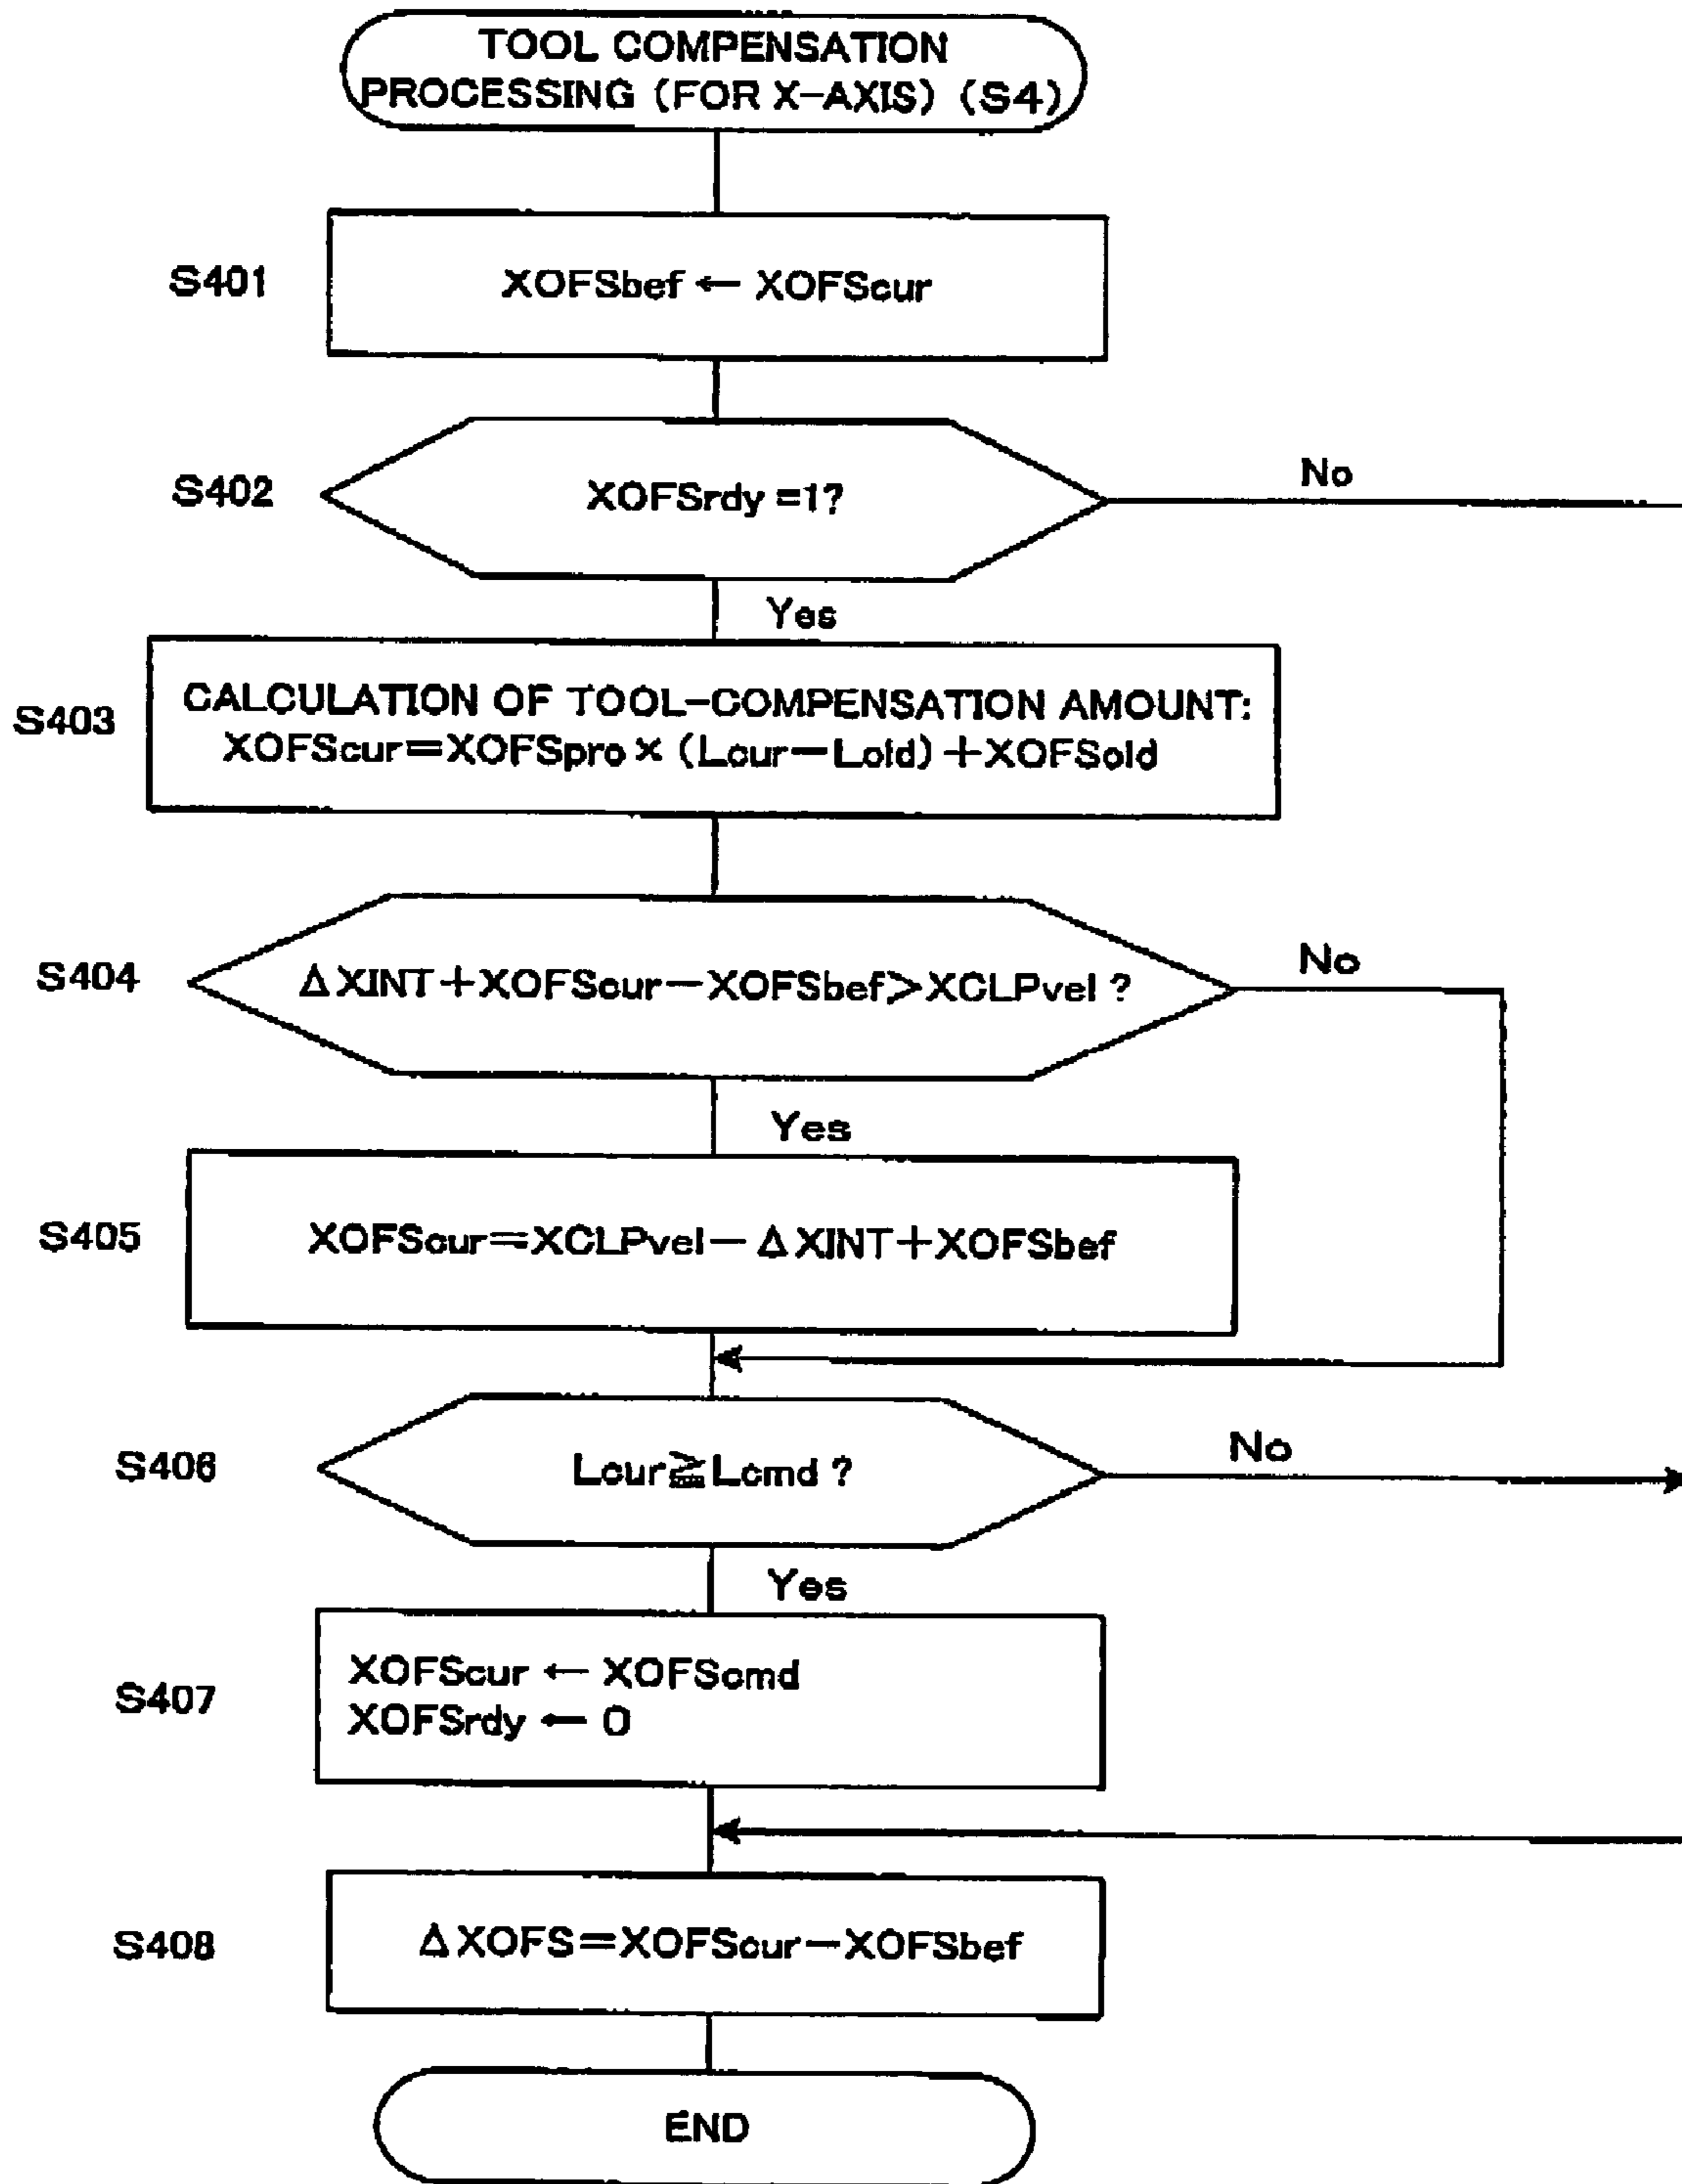 TOOL COMPENSATION
PROCESSING (FOR X-AXIS) (S4)
S401
XOFSbef ← XOFScur
S402
XOFSrdy =1?
No
Yes
S403
CALCULATION OF TOOL-COMPENSATION AMOUNT:
XOFScur=XOFSpro × (Lcur-Lold)+XOFSold
S404
ΔXINT+XOFScur-XOFSbef>XCLPvel ?
No
Yes
S405
XOFScur=XCLPvel-ΔXINT+XOFSbef
S406
Lcur≧Lcmd ?
No
Yes
S407
XOFScur ← XOFScmd
XOFSrdy ← 0
S408
ΔXOFS=XOFScur-XOFSbef
END